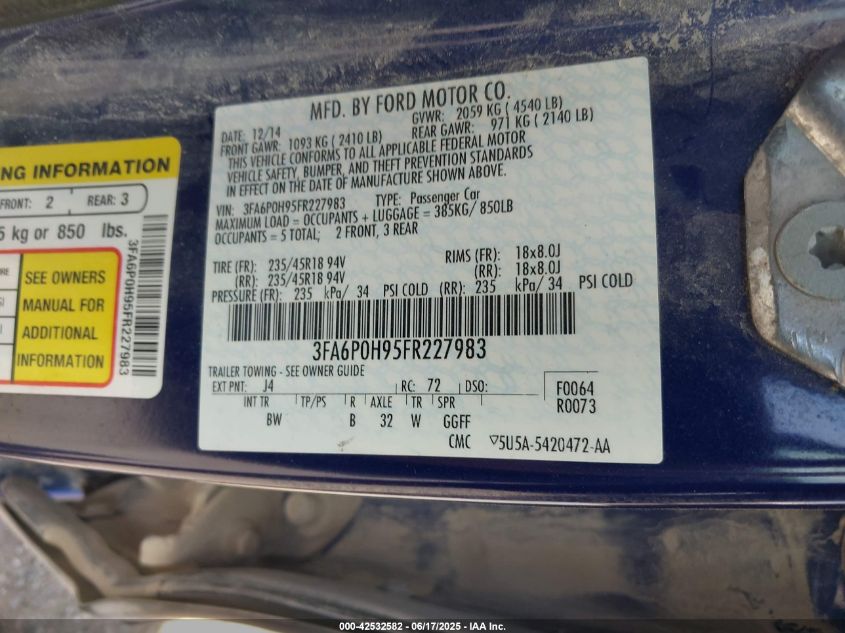 NG INFORMATION
FRONT: 2 REAR: 3
5 kg or 850 lbs.
SEE OWNERS
MANUAL FOR
ADDITIONAL
INFORMATION
3FA6P0H95FR227983
MFD. BY FORD MOTOR CO.
DATE: 12/14 GVWR: 2059 KG ( 4540 LB)
FRONT GAWR: 1093 KG ( 2410 LB) REAR GAWR: 971 KG ( 2140 LB)
THIS VEHICLE CONFORMS TO ALL APPLICABLE FEDERAL MOTOR
VEHICLE SAFETY, BUMPER, AND THEFT PREVENTION STANDARDS
IN EFFECT ON THE DATE OF MANUFACTURE SHOWN ABOVE.
VIN: 3FA6P0H95FR227983 TYPE: Passenger Car
MAXIMUM LOAD = OCCUPANTS + LUGGAGE = 385KG/ 850LB
OCCUPANTS = 5 TOTAL; 2 FRONT, 3 REAR
TIRE (FR): 235/45R18 94V RIMS (FR): 18x8.0J
(RR): 235/45R18 94V (RR): 18x8.0J
PRESSURE (FR): 235 kPa/ 34 PSI COLD (RR): 235 kPa/ 34 PSI COLD
3FA6P0H95FR227983
TRAILER TOWING - SEE OWNER GUIDE
EXT PNT: J4 RC: 72 DSO: F0064
INT TR TP/PS R AXLE TR SPR R0073
BW B 32 W GGFF
CMC ▽5U5A-5420472-AA
000-42532582 / 06/17/2025 - IAA Inc.